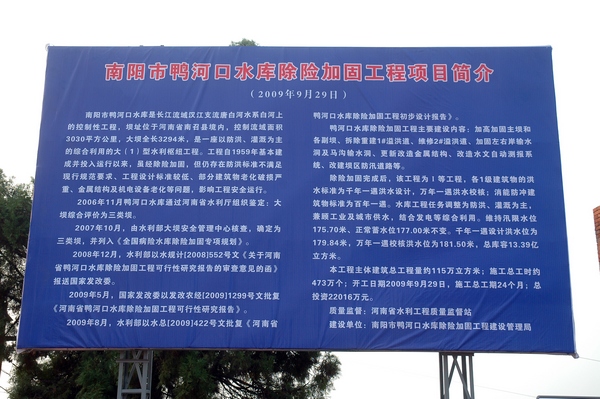 南阳市鸭河口水库除险加固工程项目简介
（2009年9月29日）
南阳市鸭河口水库是长江流域汉江支流唐白河水系白河上
的控制性工程，坝址位于河南省南召县境内，控制流域面积
3030平方公里，大坝全长3294米，是一座以防洪、灌溉为主
的综合利用的大（1）型水利枢纽工程。工程自1959年基本建
成并投入运行以来，虽经除险加固，但仍存在防洪标准不满足
现行规范要求、工程设计标准较低、部分建筑物老化破损严
重、金属结构及机电设备老化等问题，影响工程安全运行。
2006年11月鸭河口水库通过河南省水利厅组织鉴定：大
坝综合评价为三类坝。
2007年10月，由水利部大坝安全管理中心核查，确定为
三类坝，并列入《全国病险水库除险加固专项规划》。
2008年12月，水利部以水规计[2008]552号文《关于河南
省鸭河口水库除险加固工程可行性研究报告的审查意见的函》
报送国家发改委。
2009年5月，国家发改委以发改农经[2009]1299号文批复
《河南省鸭河口水库除险加固工程可行性研究报告》。
2009年8月，水利部以水总[2009]422号文批复《河南省
鸭河口水库除险加固工程初步设计报告》。
鸭河口水库除险加固工程主要建设内容：加高加固主坝和
各副坝、拆除重建1#溢洪道、维修2#溢洪道、加固左右岸输水
洞及马沟输水洞、更新改造金属结构、改造水文自动测报系
统、改建坝区防汛道路等。
除险加固完成后，该工程为Ⅰ等工程，各1级建筑物的洪
水标准为千年一遇洪水设计，万年一遇洪水校核；消能防冲建
筑物标准为百年一遇。水库工程任务调整为防洪、灌溉为主，
兼顾工业及城市供水，结合发电等综合利用。维持汛限水位
175.70米、正常蓄水位177.00米不变。千年一遇设计洪水位为
179.84米，万年一遇校核洪水位为181.50米，总库容13.39亿
立方米。
本工程主体建筑总工程量约115万立方米；施工总工时约
473万个；开工日期2009年9月29日，施工总工期24个月；总
投资22016万元。
质量监督：河南省水利工程质量监督站
建设单位：南阳市鸭河口水库除险加固工程建设管理局